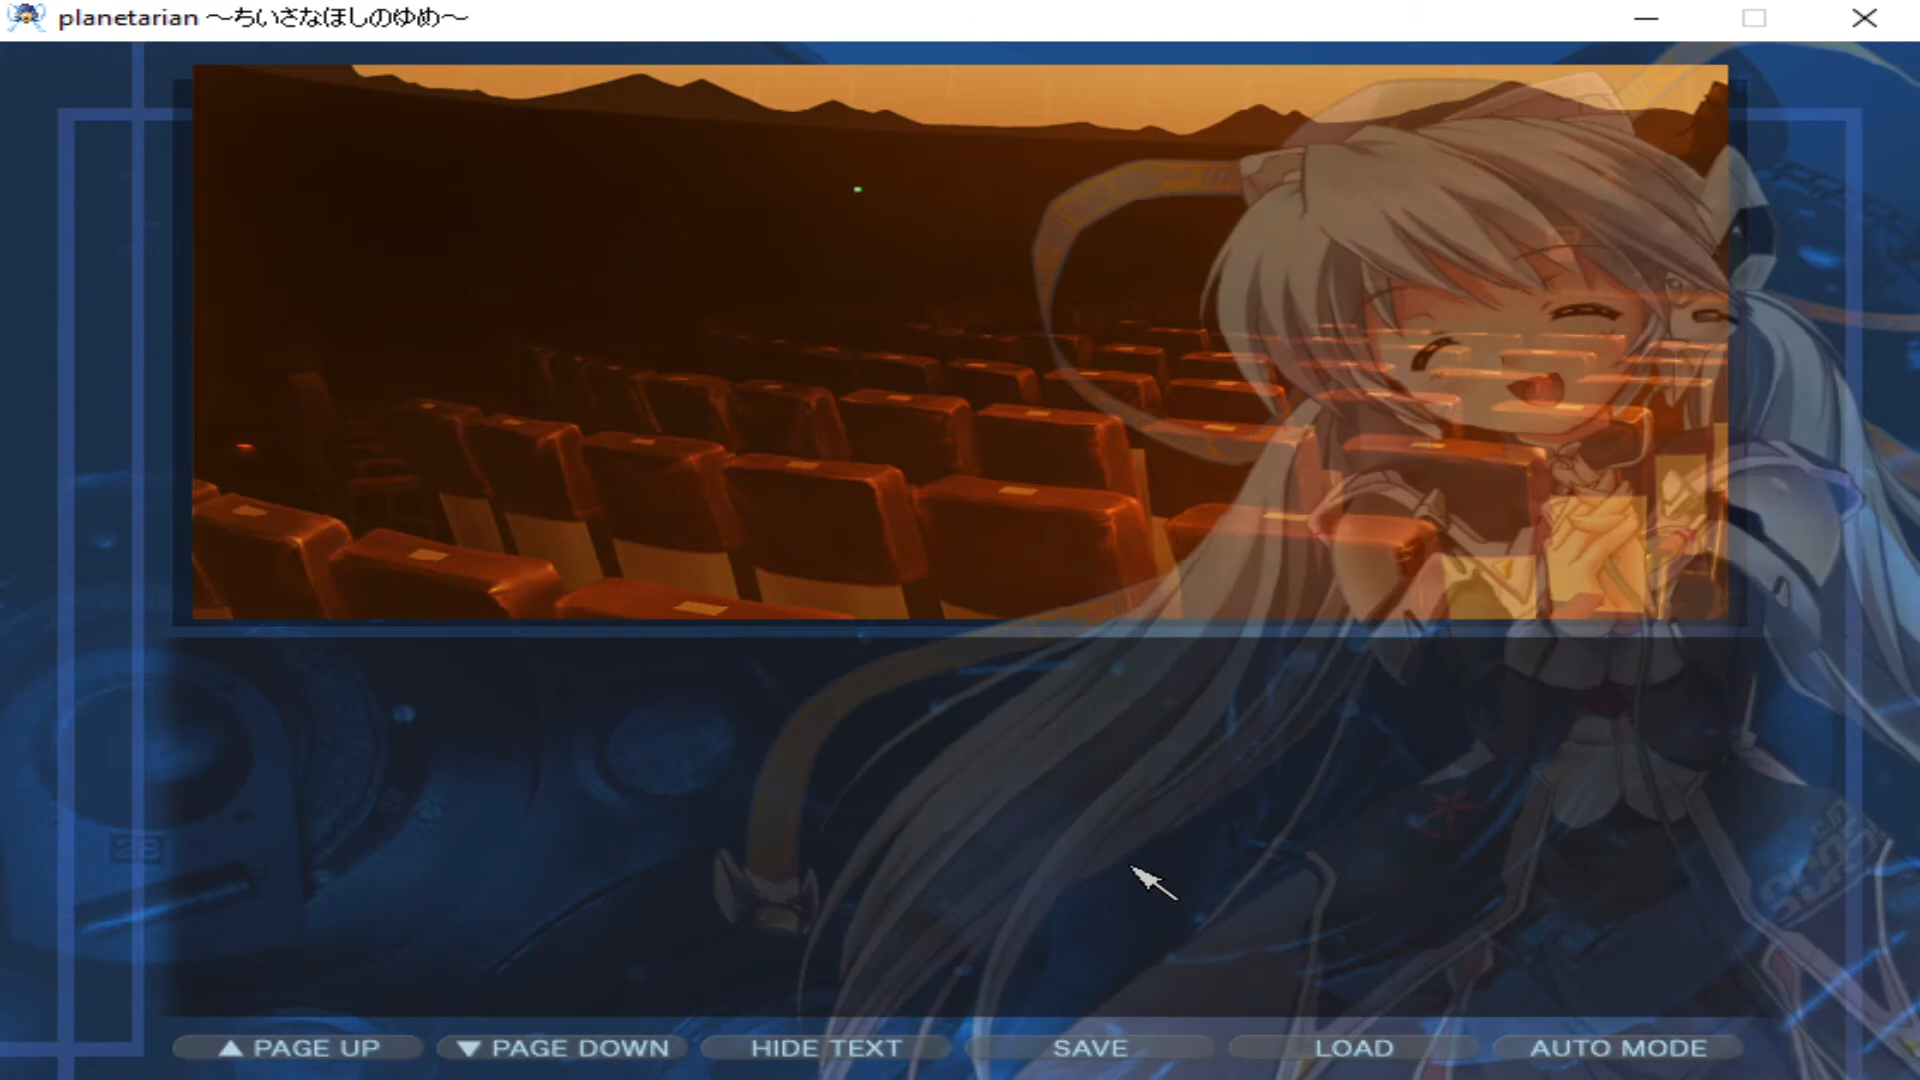 planetarian ～ちいさなほしのゆめ～
▲ PAGE UP
▼ PAGE DOWN
HIDE TEXT
SAVE
LOAD
AUTO MODE